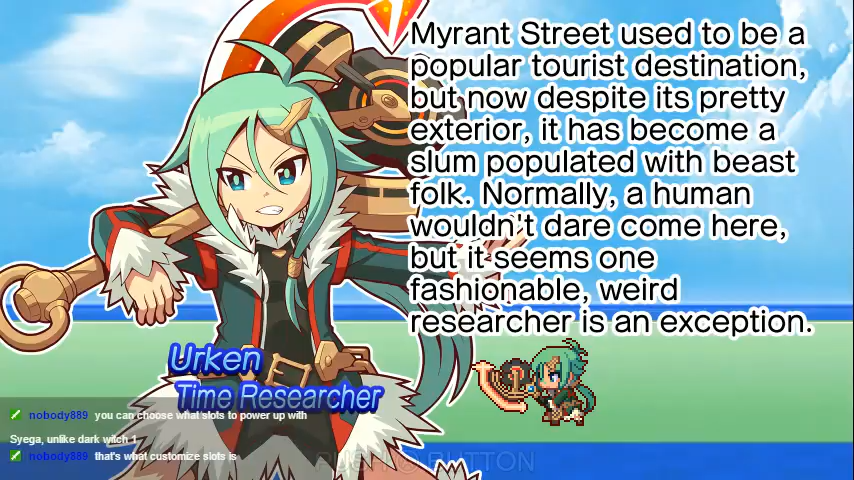 Myrant Street used to be a
popular tourist destination,
but now despite its pretty
exterior, it has become a
slum populated with beast
folk. Normally, a human
wouldn't dare come here,
but it seems one
fashionable, weird
researcher is an exception.
Urken
Time Researcher
nobody889 you can choose what slots to power up with
Syega, unlike dark witch 1
nobody889 that's what customize slots is
BUTTON